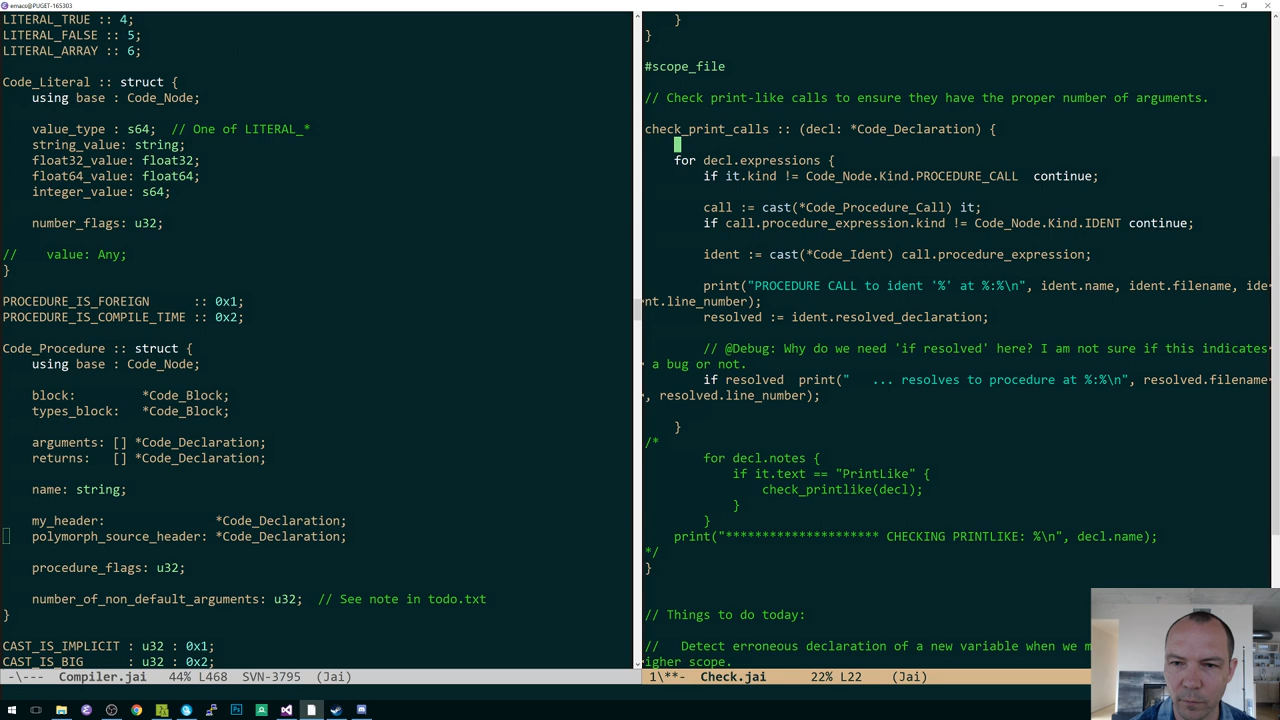 emacs@PUGET-165303
LITERAL_TRUE :: 4;
LITERAL_FALSE :: 5;
LITERAL_ARRAY :: 6;
Code_Literal :: struct {
using base : Code_Node;
value_type : s64;  // One of LITERAL_*
string_value: string;
float32_value: float32;
float64_value: float64;
integer_value: s64;
number_flags: u32;
//    value: Any;
}
PROCEDURE_IS_FOREIGN      :: 0x1;
PROCEDURE_IS_COMPILE_TIME :: 0x2;
Code_Procedure :: struct {
using base: Code_Node;
block:         *Code_Block;
types_block:   *Code_Block;
arguments: [] *Code_Declaration;
returns:   [] *Code_Declaration;
name: string;
my_header:               *Code_Declaration;
polymorph_source_header: *Code_Declaration;
procedure_flags: u32;
number_of_non_default_arguments: u32;  // See note in todo.txt
}
CAST_IS_IMPLICIT : u32 : 0x1;
CAST_IS_BIG      : u32 : 0x2;
-\---  Compiler.jai   44% L468  SVN-3795  (Jai)
}
}
#scope_file
// Check print-like calls to ensure they have the proper number of arguments.
check_print_calls :: (decl: *Code_Declaration) {
for decl.expressions {
if it.kind != Code_Node.Kind.PROCEDURE_CALL  continue;
call := cast(*Code_Procedure_Call) it;
if call.procedure_expression.kind != Code_Node.Kind.IDENT continue;
ident := cast(*Code_Ident) call.procedure_expression;
print("PROCEDURE CALL to ident '%' at %:%\n", ident.name, ident.filename, ide
nt.line_number);
resolved := ident.resolved_declaration;
// @Debug: Why do we need 'if resolved' here? I am not sure if this indicates
a bug or not.
if resolved  print("   ... resolves to procedure at %:%\n", resolved.filename
, resolved.line_number);
}
/*
for decl.notes {
if it.text == "PrintLike" {
check_printlike(decl);
}
}
print("********************* CHECKING PRINTLIKE: %\n", decl.name);
*/
}
// Things to do today:
//   Detect erroneous declaration of a new variable when we m
igher scope.
1\**-  Check.jai      22% L22    (Jai)